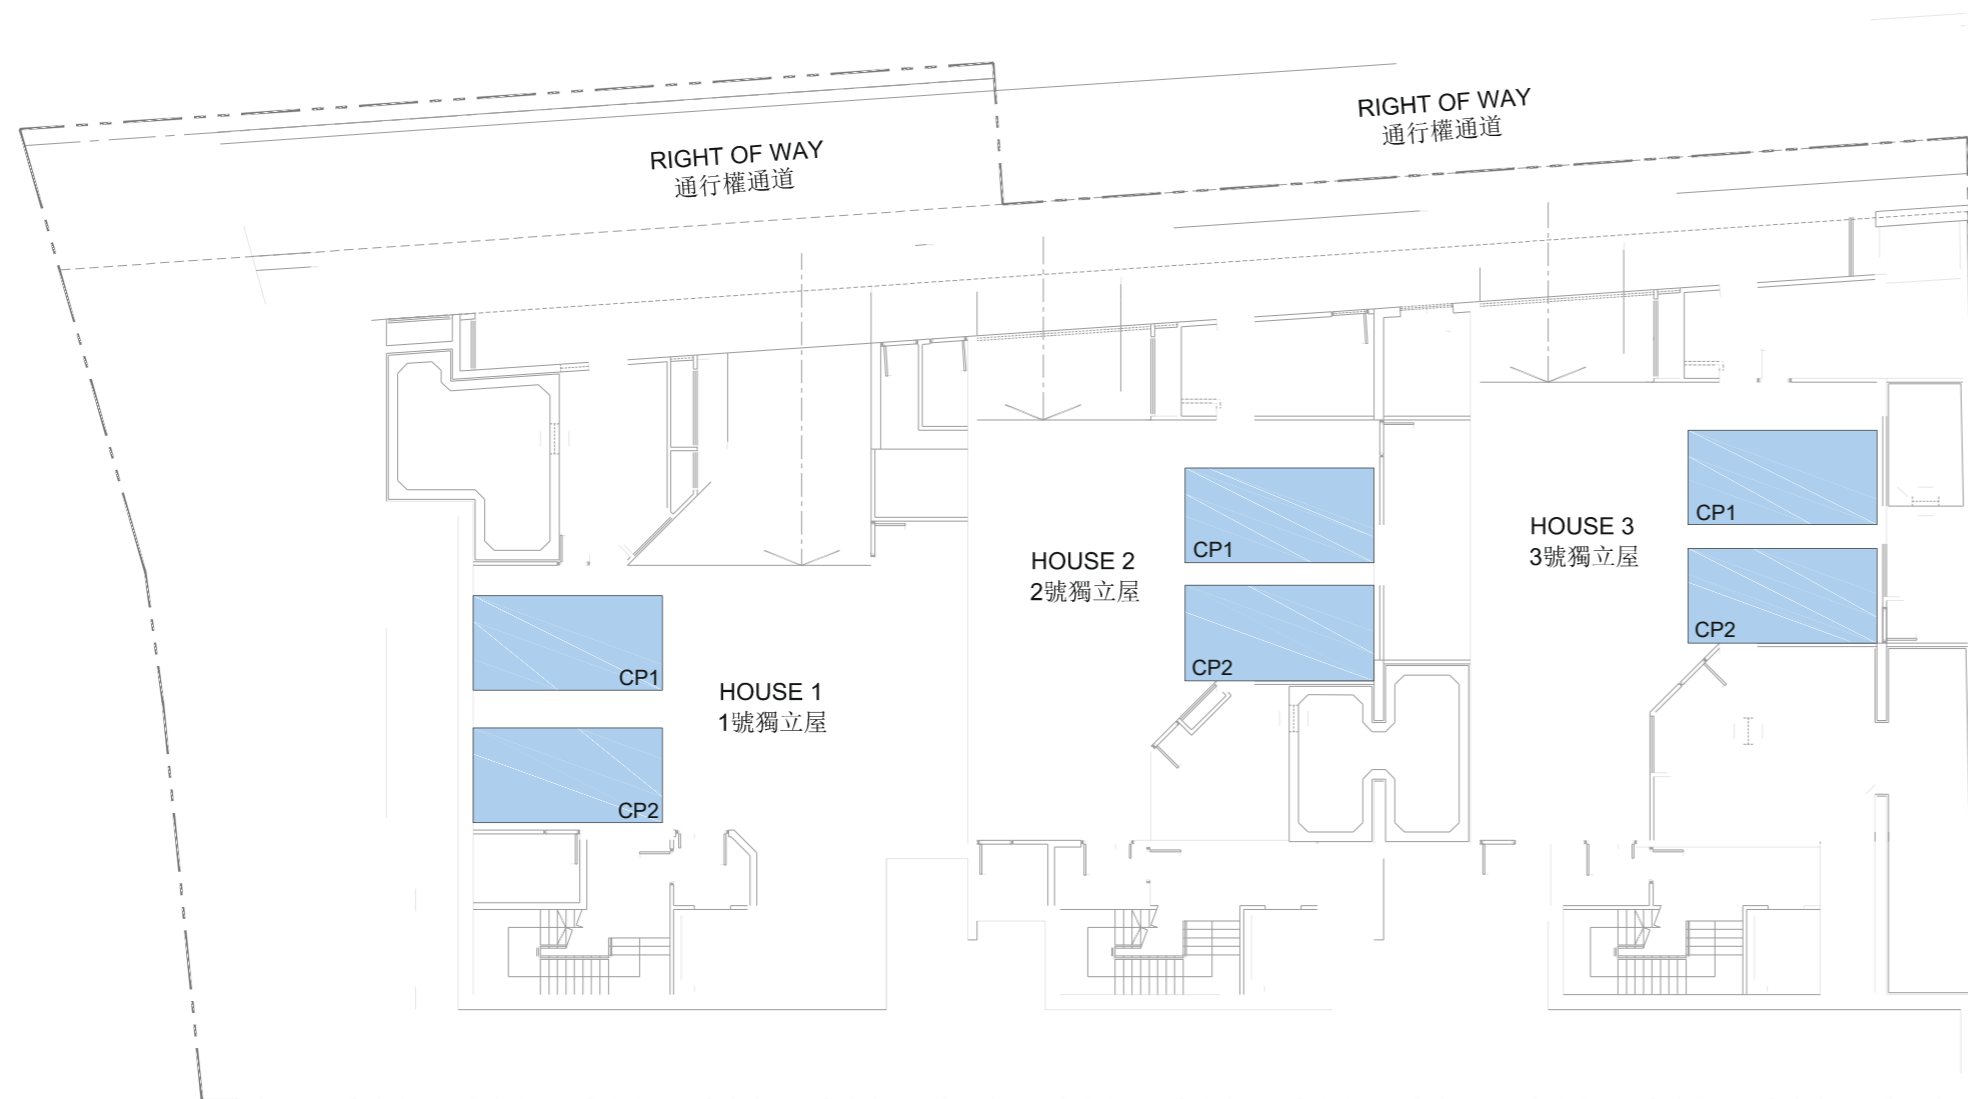 RIGHT OF WAY
通行權通道
RIGHT OF WAY
通行權通道
HOUSE 1
1號獨立屋
CP1
CP2
HOUSE 2
2號獨立屋
CP1
CP2
HOUSE 3
3號獨立屋
CP1
CP2